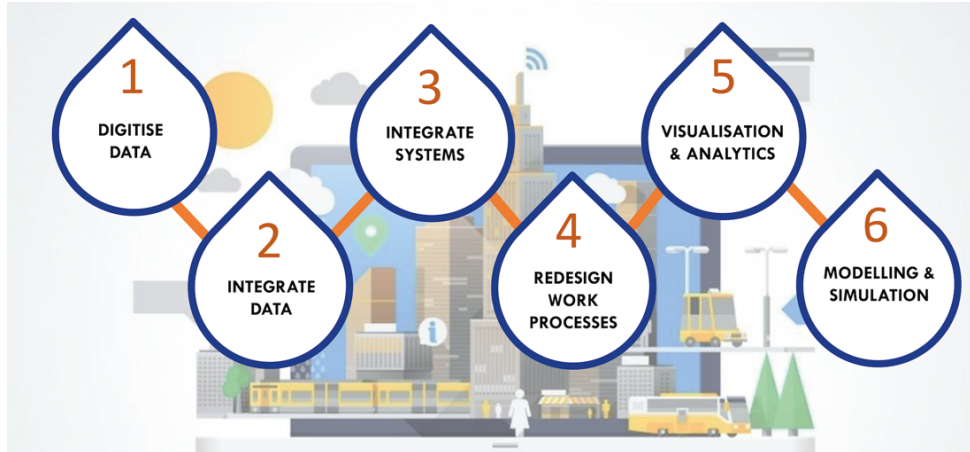 1
DIGITISE
DATA
2
INTEGRATE
DATA
3
INTEGRATE
SYSTEMS
4
REDESIGN
WORK
PROCESSES
5
VISUALISATION
& ANALYTICS
6
MODELLING &
SIMULATION
i